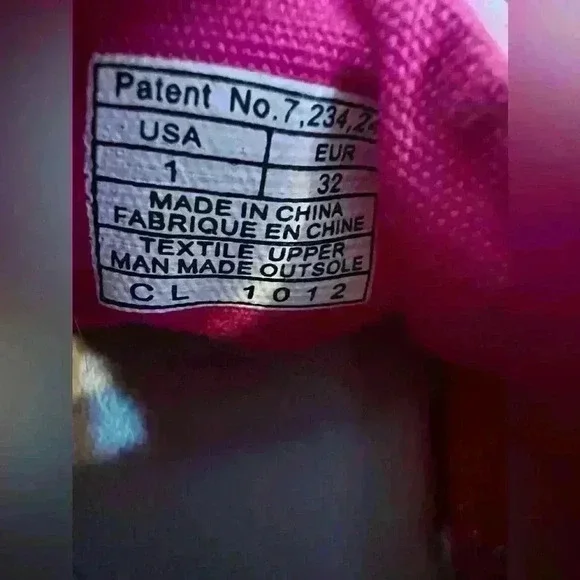 Patent No.7,234,2
USA EUR
1 32
MADE IN CHINA
FABRIQUE EN CHINE
TEXTILE UPPER
MAN MADE OUTSOLE
CL 1012